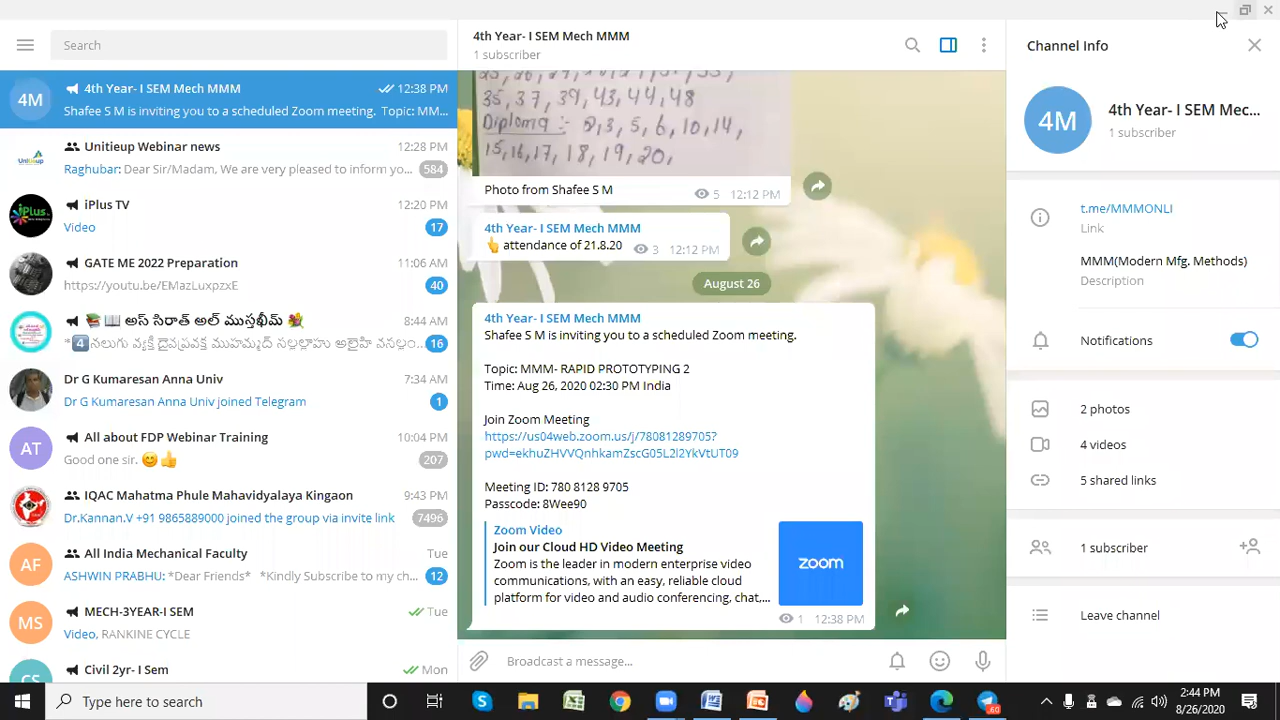 Search
4th Year- I SEM Mech MMM
12:38 PM
4M
Shafee S M is inviting you to a scheduled Zoom meeting. Topic: MM...
Unitieup Webinar news
12:28 PM
Raghubar: Dear Sir/Madam, We are very pleased to inform yo...
584
iPlus TV
12:20 PM
Video
17
GATE ME 2022 Preparation
11:06 AM
https://youtu.be/EMazLuxpzxE
40
అస్ సిరాత్ అల్ ముస్తఖీమ్
8:44 AM
16
Dr G Kumaresan Anna Univ
7:34 AM
Dr G Kumaresan Anna Univ joined Telegram
1
AT
All about FDP Webinar Training
10:04 PM
Good one sir. 😊👍
207
IQAC Mahatma Phule Mahavidyalaya Kingaon
9:43 PM
Dr.Kannan.V +91 9865889000 joined the group via invite link
7496
AF
All India Mechanical Faculty
Tue
ASHWIN PRABHU: *Dear Friends* *Kindly Subscribe to my ch...
12
MS
MECH-3YEAR-I SEM
Tue
Video, RANKINE CYCLE
CS
Civil 2yr- I Sem
Mon
4th Year- I SEM Mech MMM
1 subscriber
35, 37, 39, 43, 44, 48
Diploma :- 2, 3, 5, 6, 10, 14,
15, 16, 17, 18, 19, 20,
Photo from Shafee S M
5 12:12 PM
4th Year- I SEM Mech MMM
👆 attendance of 21.8.20
3 12:12 PM
August 26
4th Year- I SEM Mech MMM
Shafee S M is inviting you to a scheduled Zoom meeting.
Topic: MMM- RAPID PROTOTYPING 2
Time: Aug 26, 2020 02:30 PM India
Join Zoom Meeting
https://us04web.zoom.us/j/78081289705?
pwd=ekhuZHVVQnhkamZscG05L2I2YkVtUT09
Meeting ID: 780 8128 9705
Passcode: 8Wee90
Zoom Video
Join our Cloud HD Video Meeting
Zoom is the leader in modern enterprise video
communications, with an easy, reliable cloud
platform for video and audio conferencing, chat,...
zoom
1 12:38 PM
Broadcast a message...
Channel Info
4M
4th Year- I SEM Mec...
1 subscriber
t.me/MMMONLI
Link
MMM(Modern Mfg. Methods)
Description
Notifications
2 photos
4 videos
5 shared links
1 subscriber
Leave channel
Type here to search
60
2:44 PM
8/26/2020